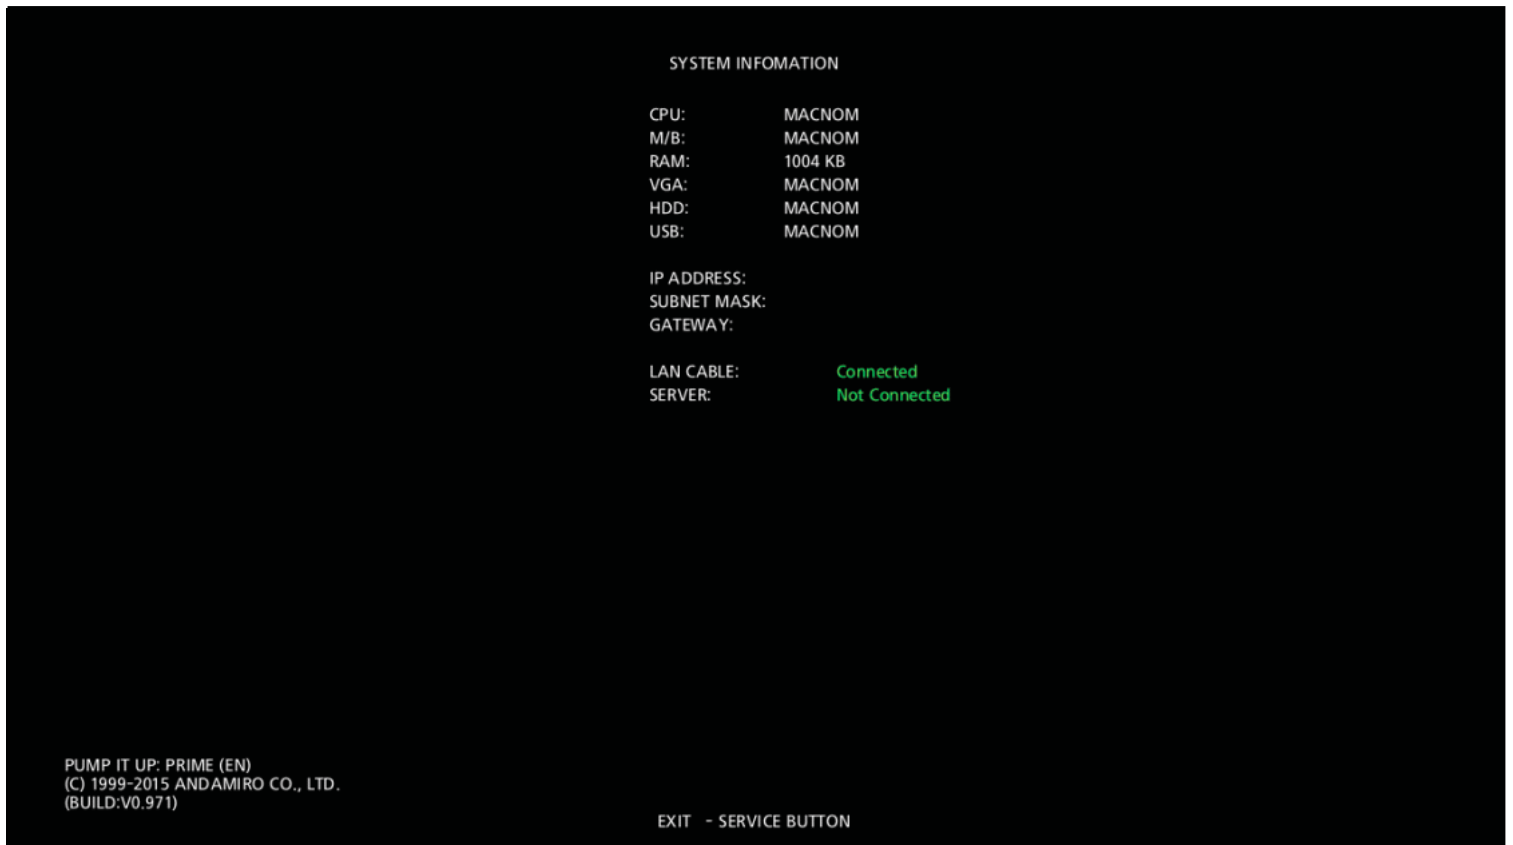 SYSTEM INFOMATION
CPU: MACNOM
M/B: MACNOM
RAM: 1004 KB
VGA: MACNOM
HDD: MACNOM
USB: MACNOM
IP ADDRESS:
SUBNET MASK:
GATEWAY:
LAN CABLE: Connected
SERVER: Not Connected
PUMP IT UP: PRIME (EN)
(C) 1999-2015 ANDAMIRO CO., LTD.
(BUILD:V0.971)
EXIT - SERVICE BUTTON